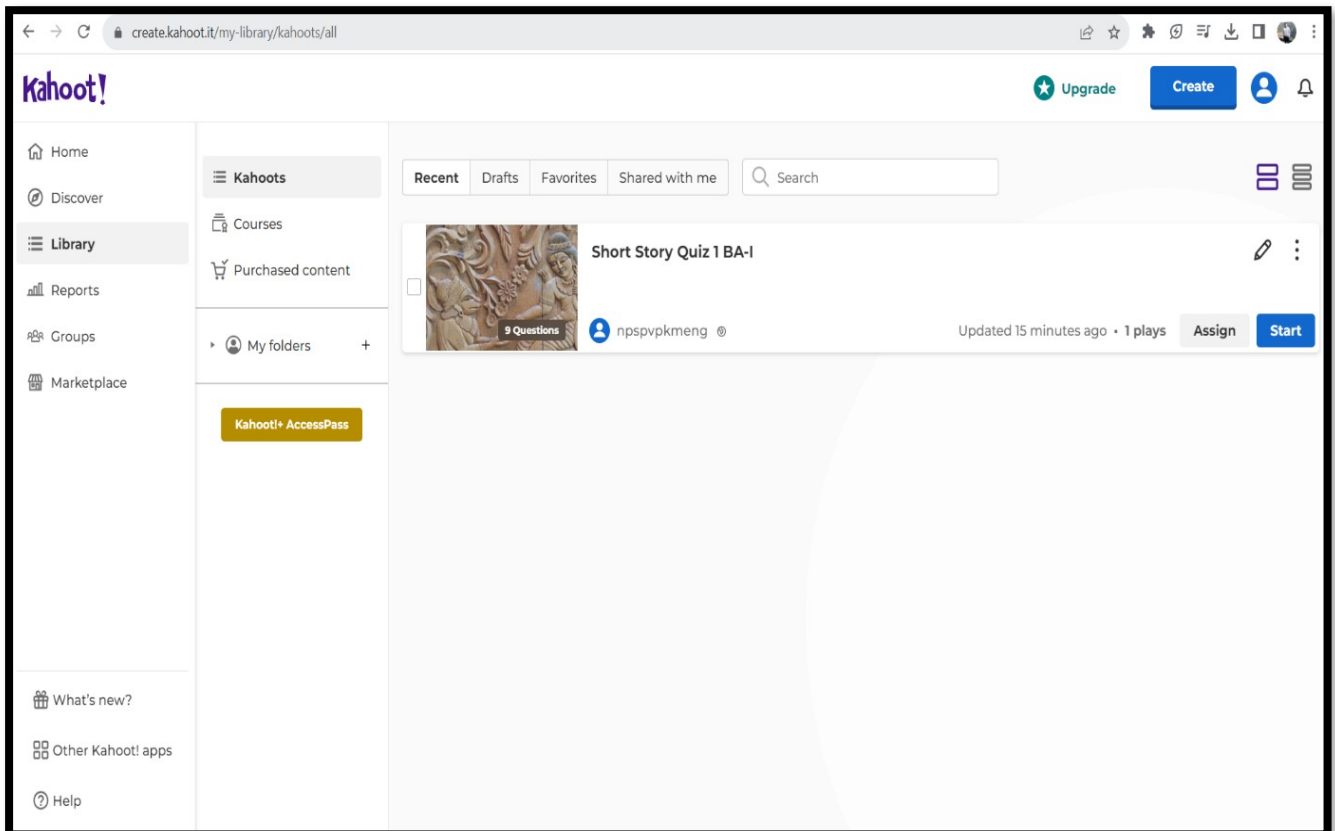 create.kahoot.it/my-library/kahoots/all
Kahoot!
Upgrade
Create
Home
Discover
Library
Reports
Groups
Marketplace
What's new?
Other Kahoot! apps
Help
Kahoots
Courses
Purchased content
My folders +
Kahoot!+ AccessPass
Recent Drafts Favorites Shared with me Search
Short Story Quiz 1 BA-I
9 Questions
npspvpkmeng
Updated 15 minutes ago • 1 plays Assign Start